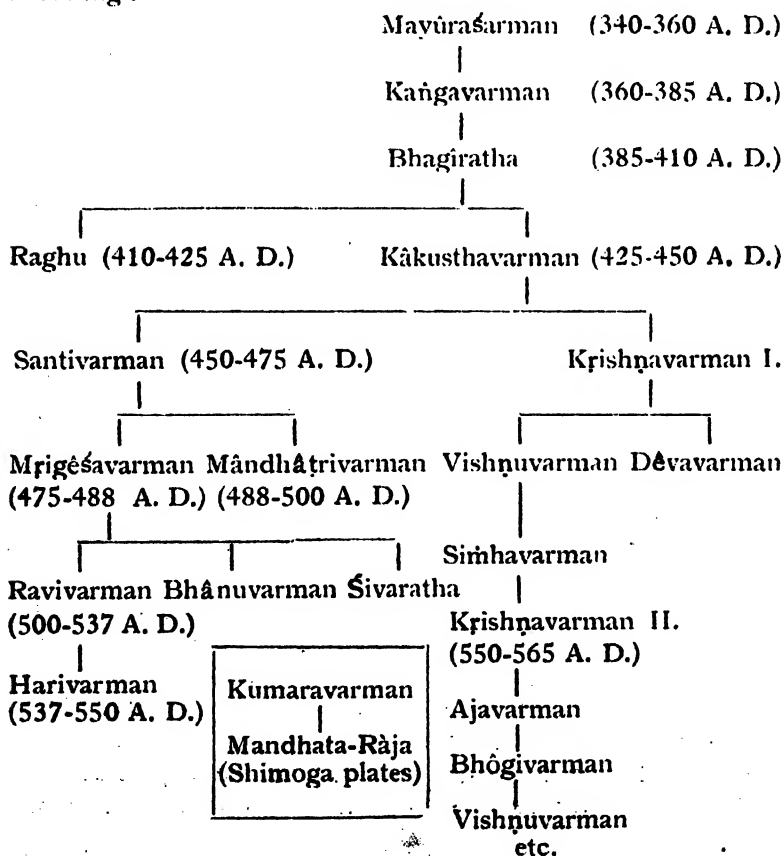 Mayûraśarman (340-360 A. D.)
Kaṅgavarman (360-385 A. D.)
Bhagîratha (385-410 A. D.)
Raghu (410-425 A. D.) Kâkusthavarman (425-450 A. D.)
Santivarman (450-475 A. D.) Kṛishṇavarman I.
Mṛigêśavarman Mândhâṭrivarman Vishṇuvarman Dêvavarman
(475-488 A. D.) (488-500 A. D.)
Simhavarman
Ravivarman Bhânuvarman Śivaratha
(500-537 A. D.) Kṛishṇavarman II.
(550-565 A. D.)
Harivarman Kumaravarman
(537-550 A. D.) Ajavarman
Mandhata-Ràja
(Shimoga plates) Bhôgivarman
Vishṇuvarman
etc.